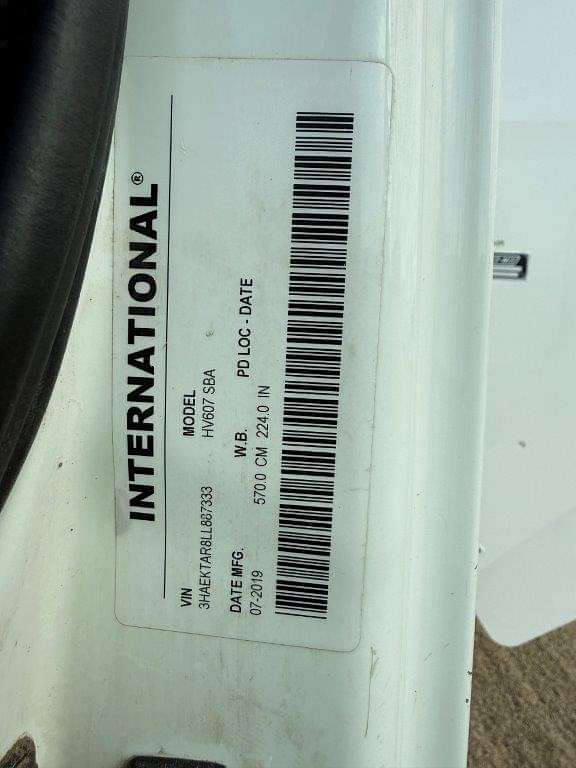 INTERNATIONAL®
VIN MODEL
3HAEKTAR8LL887333 HV607 SBA
DATE MFG. W.B. PD LOC - DATE
07-2019 570.0 CM 224.0 IN